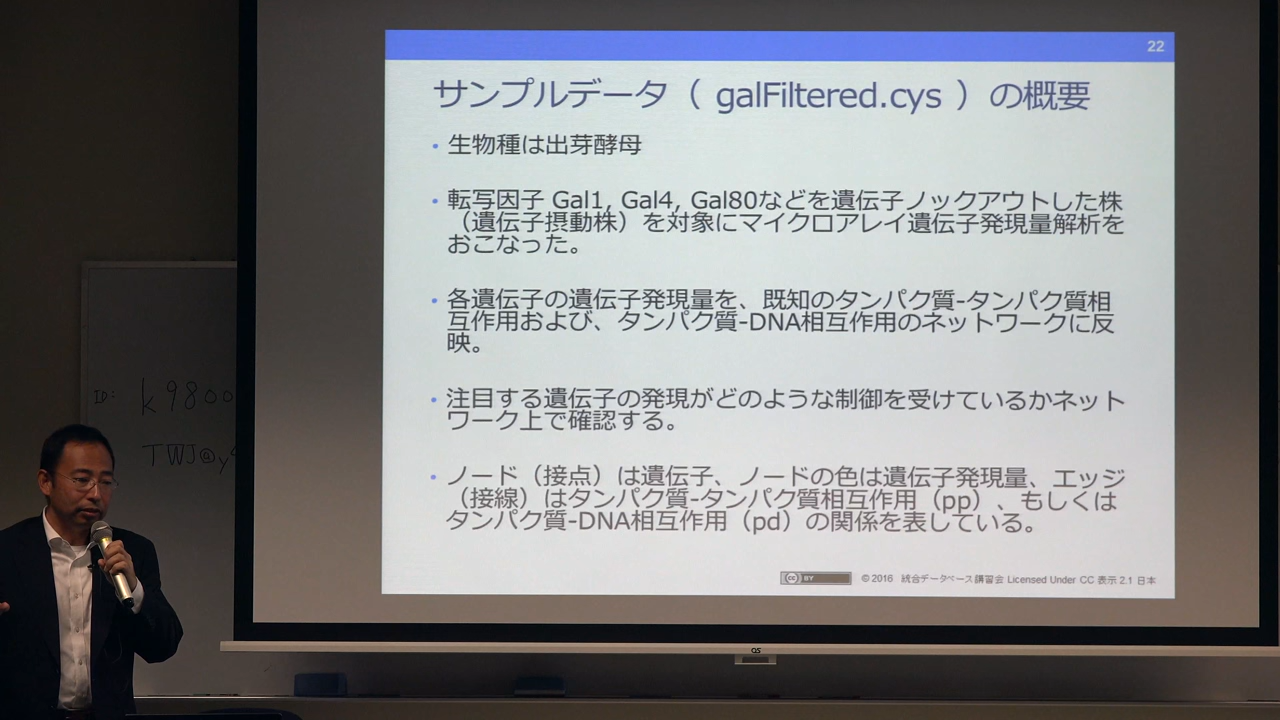 22
サンプルデータ（ galFiltered.cys ）の概要
• 生物種は出芽酵母
• 転写因子 Gal1, Gal4, Gal80などを遺伝子ノックアウトした株
（遺伝子摂動株）を対象にマイクロアレイ遺伝子発現量解析を
おこなった。
• 各遺伝子の遺伝子発現量を、既知のタンパク質-タンパク質相
互作用および、タンパク質-DNA相互作用のネットワークに反
映。
• 注目する遺伝子の発現がどのような制御を受けているかネット
ワーク上で確認する。
• ノード（接点）は遺伝子、ノードの色は遺伝子発現量、エッジ
（接線）はタンパク質-タンパク質相互作用（pp）、もしくは
タンパク質-DNA相互作用（pd）の関係を表している。
cc BY © 2016 統合データベース講習会 Licensed Under CC 表示 2.1 日本
ID: k9800
TWJ@y
OS